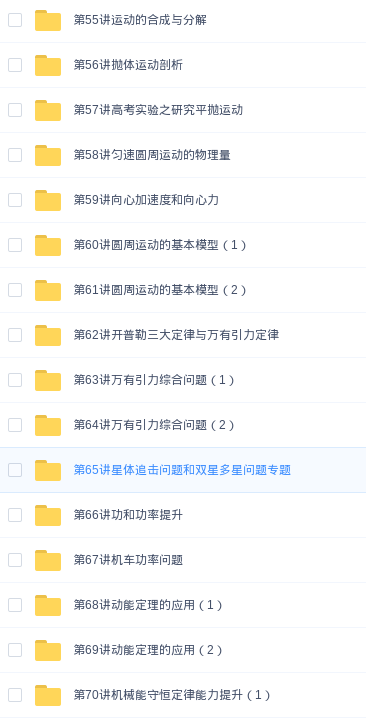 第55讲运动的合成与分解
第56讲抛体运动剖析
第57讲高考实验之研究平抛运动
第58讲匀速圆周运动的物理量
第59讲向心加速度和向心力
第60讲圆周运动的基本模型（1）
第61讲圆周运动的基本模型（2）
第62讲开普勒三大定律与万有引力定律
第63讲万有引力综合问题（1）
第64讲万有引力综合问题（2）
第65讲星体追击问题和双星多星问题专题
第66讲功和功率提升
第67讲机车功率问题
第68讲动能定理的应用（1）
第69讲动能定理的应用（2）
第70讲机械能守恒定律能力提升（1）